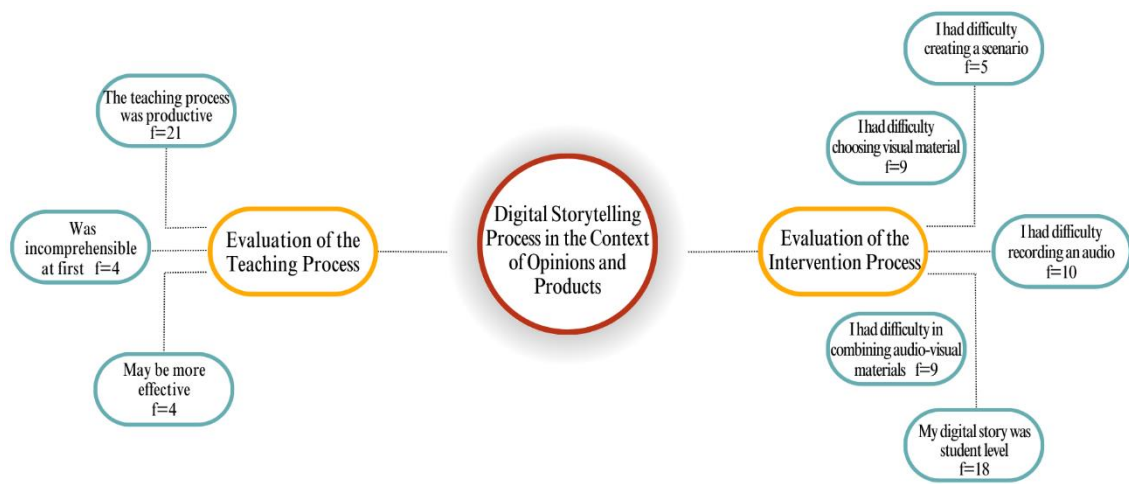 The teaching process
was productive
f=21
Was
incomprehensible
at first f=4
May be more
effective
f=4
Evaluation of the
Teaching Process
Digital Storytelling
Process in the Context
of Opinions and
Products
Evaluation of the
Intervention Process
I had difficulty
creating a scenario
f=5
I had difficulty
choosing visual material
f=9
I had difficulty
recording an audio
f=10
I had difficulty in
combining audio-visual
materials f=9
My digital story was
student level
f=18